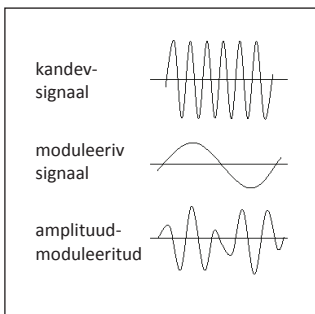 kandev-
signaal
moduleeriv
signaal
amplituud-
moduleeritud